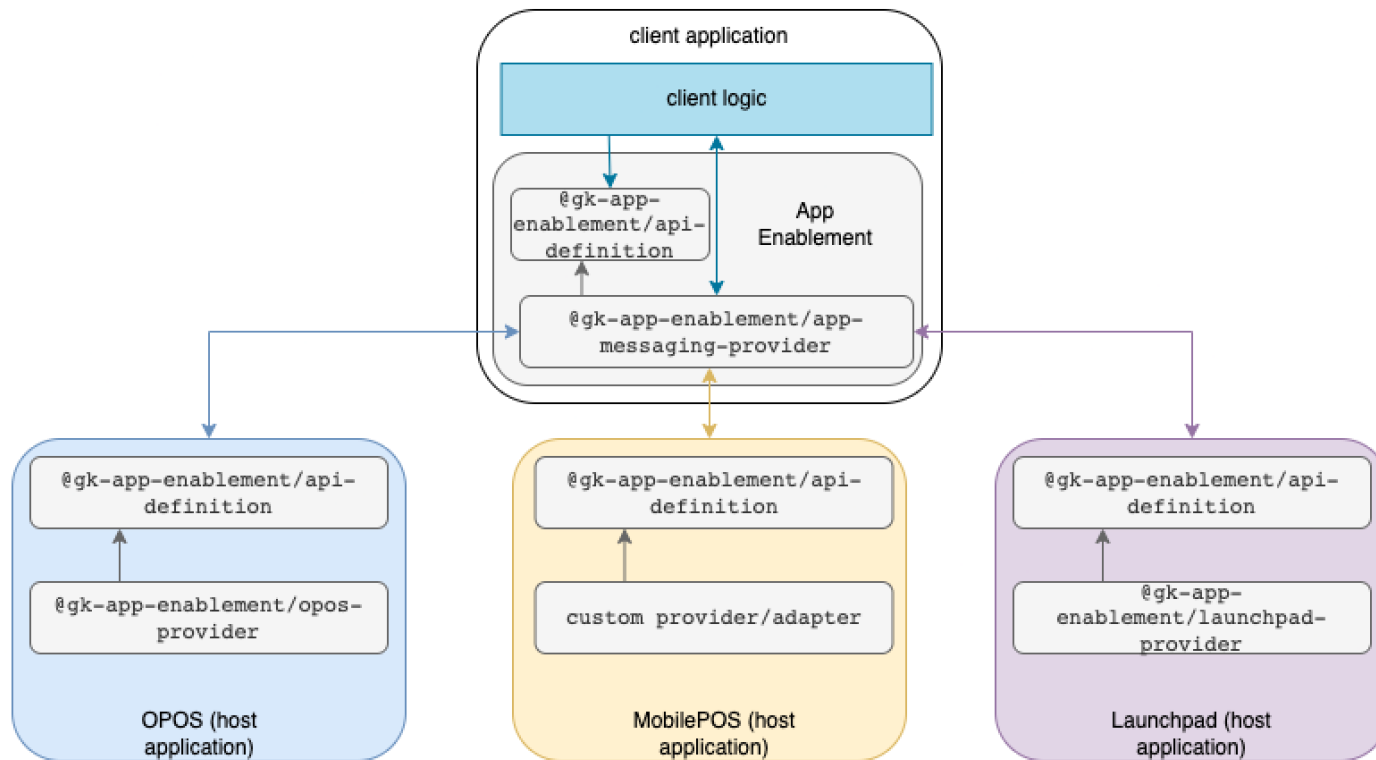 client application
client logic
@gk-app-
enablement/api-
definition
App
Enablement
@gk-app-enablement/app-
messaging-provider
@gk-app-enablement/api-
definition
@gk-app-enablement/opos-
provider
OPOS (host
application)
@gk-app-enablement/api-
definition
custom provider/adapter
MobilePOS (host
application)
@gk-app-enablement/api-
definition
@gk-app-
enablement/launchpad-
provider
Launchpad (host
application)